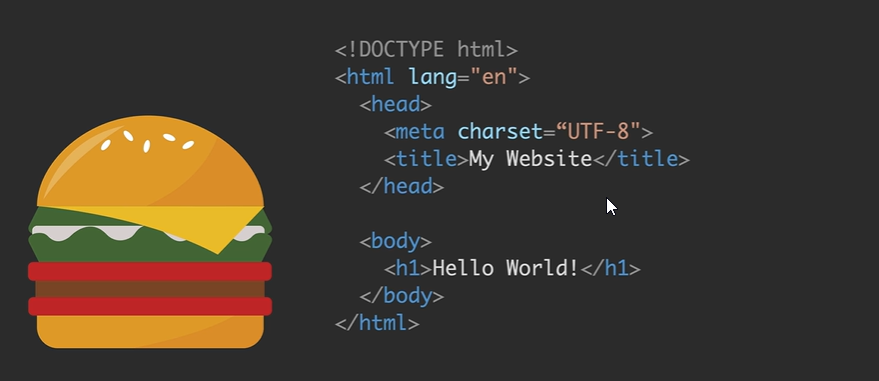 <!DOCTYPE html>
<html lang="en">
<head>
<meta charset=“UTF-8">
<title>My Website</title>
</head>
<body>
<h1>Hello World!</h1>
</body>
</html>